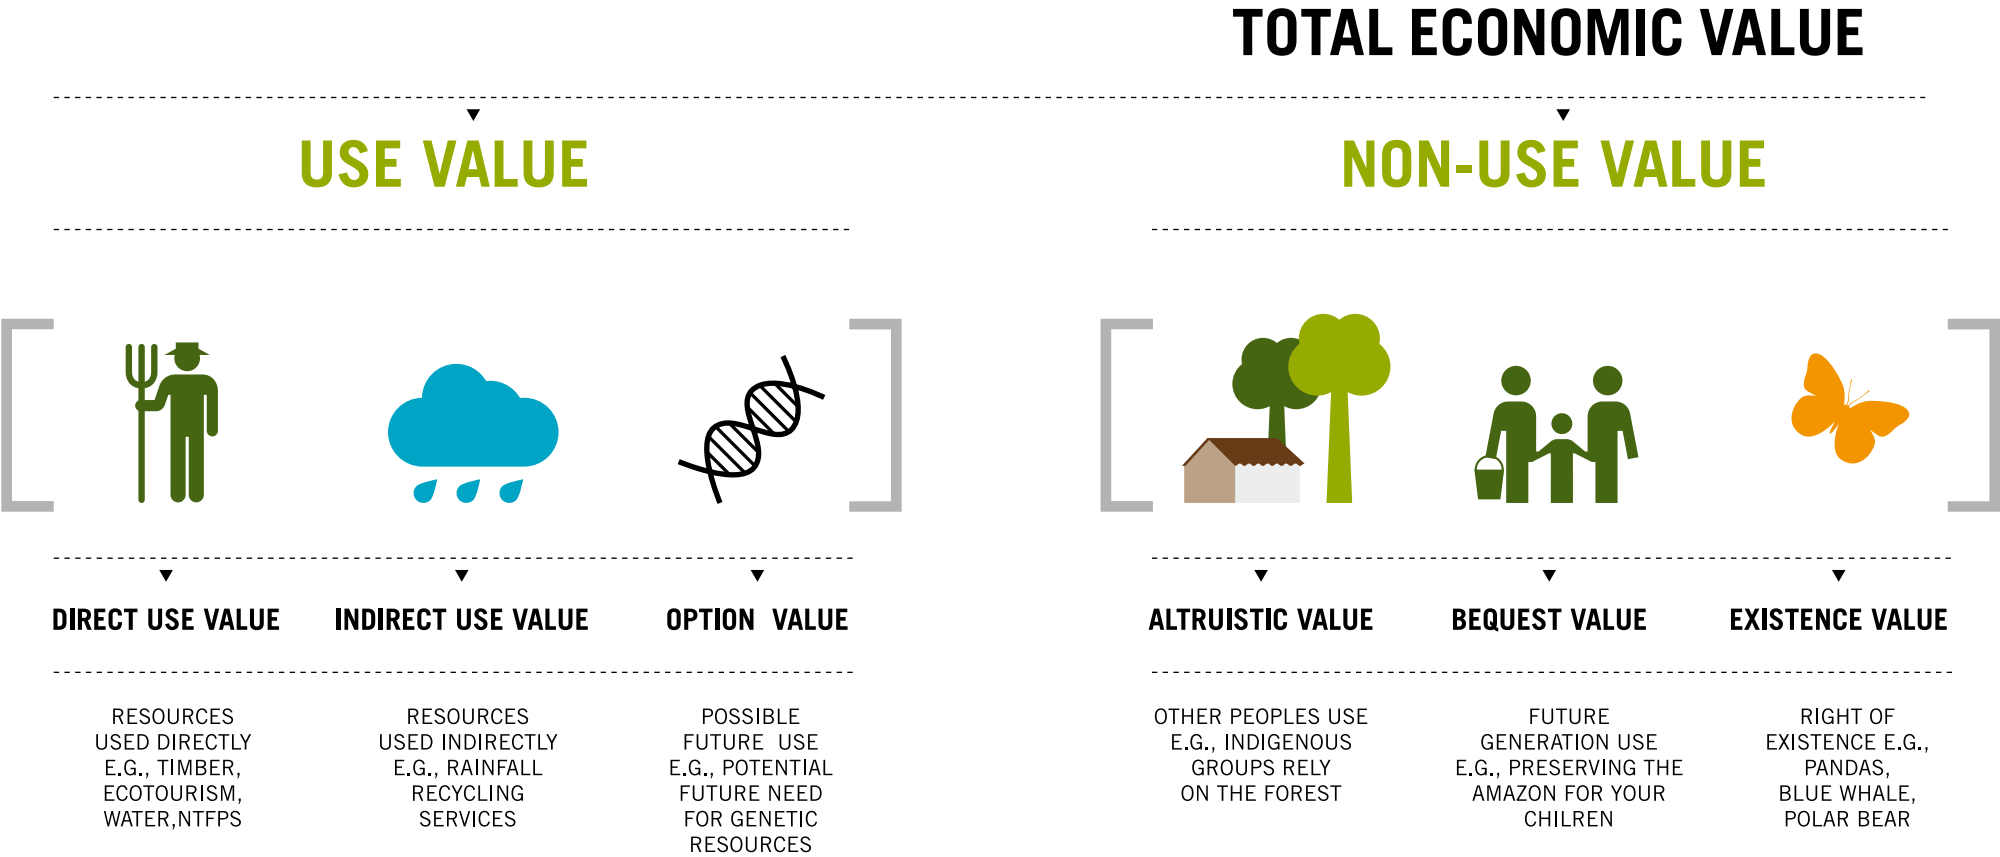 TOTAL ECONOMIC VALUE
USE VALUE
NON-USE VALUE
DIRECT USE VALUE
INDIRECT USE VALUE
OPTION VALUE
ALTRUISTIC VALUE
BEQUEST VALUE
EXISTENCE VALUE
RESOURCES
USED DIRECTLY
E.G., TIMBER,
ECOTOURISM,
WATER,NTFPS
RESOURCES
USED INDIRECTLY
E.G., RAINFALL
RECYCLING
SERVICES
POSSIBLE
FUTURE USE
E.G., POTENTIAL
FUTURE NEED
FOR GENETIC
RESOURCES
OTHER PEOPLES USE
E.G., INDIGENOUS
GROUPS RELY
ON THE FOREST
FUTURE
GENERATION USE
E.G., PRESERVING THE
AMAZON FOR YOUR
CHILREN
RIGHT OF
EXISTENCE E.G.,
PANDAS,
BLUE WHALE,
POLAR BEAR